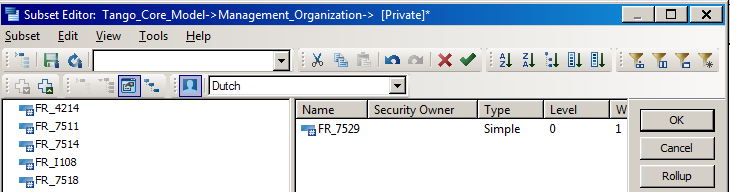 Subset Editor: Tango_Core_Model->Management_Organization-> [Private]*
Subset Edit View Tools Help
Dutch
FR_4214
FR_7511
FR_7514
FR_I108
FR_7518
Name Security Owner Type Level W
FR_7529 Simple 0 1
OK
Cancel
Rollup